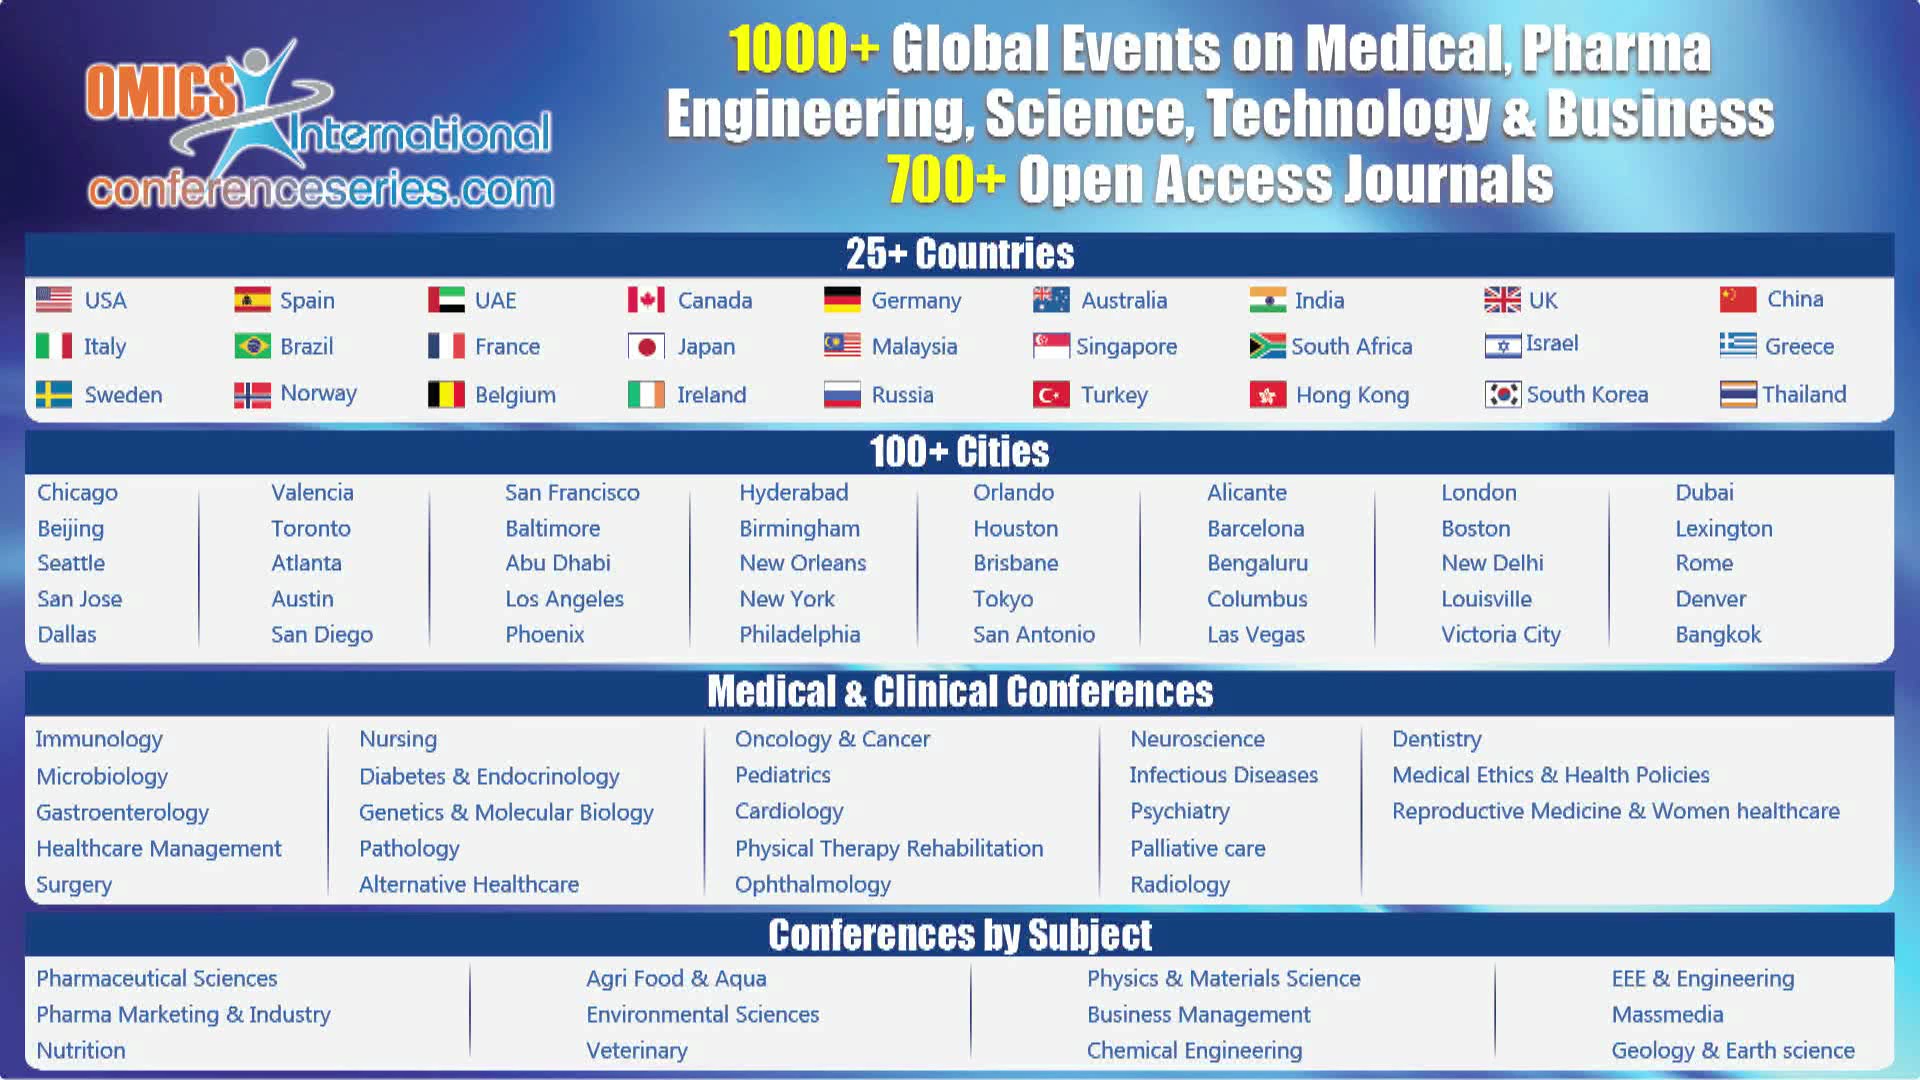 OMICS
International
conferenceseries.com
1000+ Global Events on Medical, Pharma
Engineering, Science, Technology & Business
700+ Open Access Journals
25+ Countries
USA Spain UAE Canada Germany Australia India UK China
Italy Brazil France Japan Malaysia Singapore South Africa Israel Greece
Sweden Norway Belgium Ireland Russia Turkey Hong Kong South Korea Thailand
100+ Cities
Chicago Valencia San Francisco Hyderabad Orlando Alicante London Dubai
Beijing Toronto Baltimore Birmingham Houston Barcelona Boston Lexington
Seattle Atlanta Abu Dhabi New Orleans Brisbane Bengaluru New Delhi Rome
San Jose Austin Los Angeles New York Tokyo Columbus Louisville Denver
Dallas San Diego Phoenix Philadelphia San Antonio Las Vegas Victoria City Bangkok
Medical & Clinical Conferences
Immunology Nursing Oncology & Cancer Neuroscience Dentistry
Microbiology Diabetes & Endocrinology Pediatrics Infectious Diseases Medical Ethics & Health Policies
Gastroenterology Genetics & Molecular Biology Cardiology Psychiatry Reproductive Medicine & Women healthcare
Healthcare Management Pathology Physical Therapy Rehabilitation Palliative care
Surgery Alternative Healthcare Ophthalmology Radiology
Conferences by Subject
Pharmaceutical Sciences Agri Food & Aqua Physics & Materials Science EEE & Engineering
Pharma Marketing & Industry Environmental Sciences Business Management Massmedia
Nutrition Veterinary Chemical Engineering Geology & Earth science